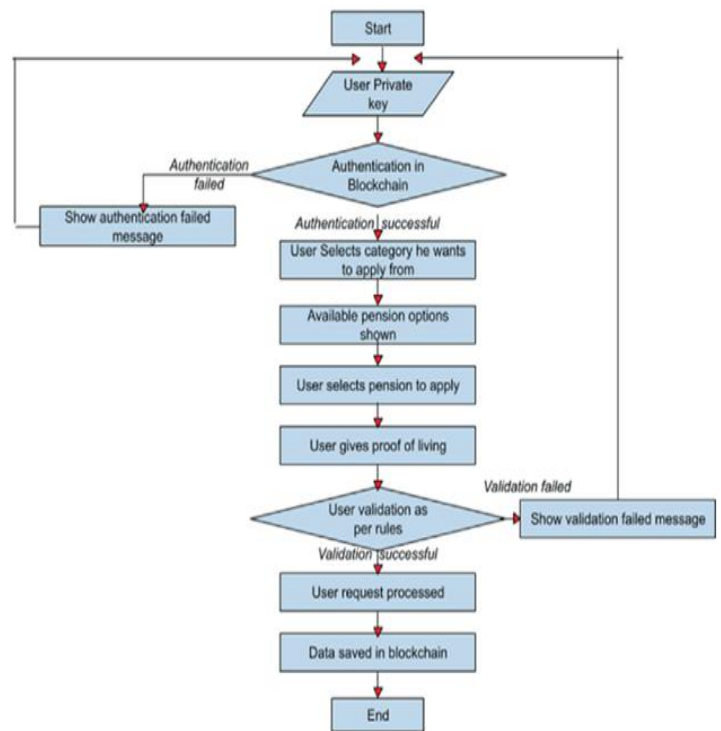 Start
User Private
key
Authentication in
Blockchain
Authentication
failed
Show authentication failed
message
Authentication successful
User Selects category he wants
to apply from
Available pension options
shown
User selects pension to apply
User gives proof of living
User validation as
per rules
Validation failed
Show validation failed message
Validation successful
User request processed
Data saved in blockchain
End